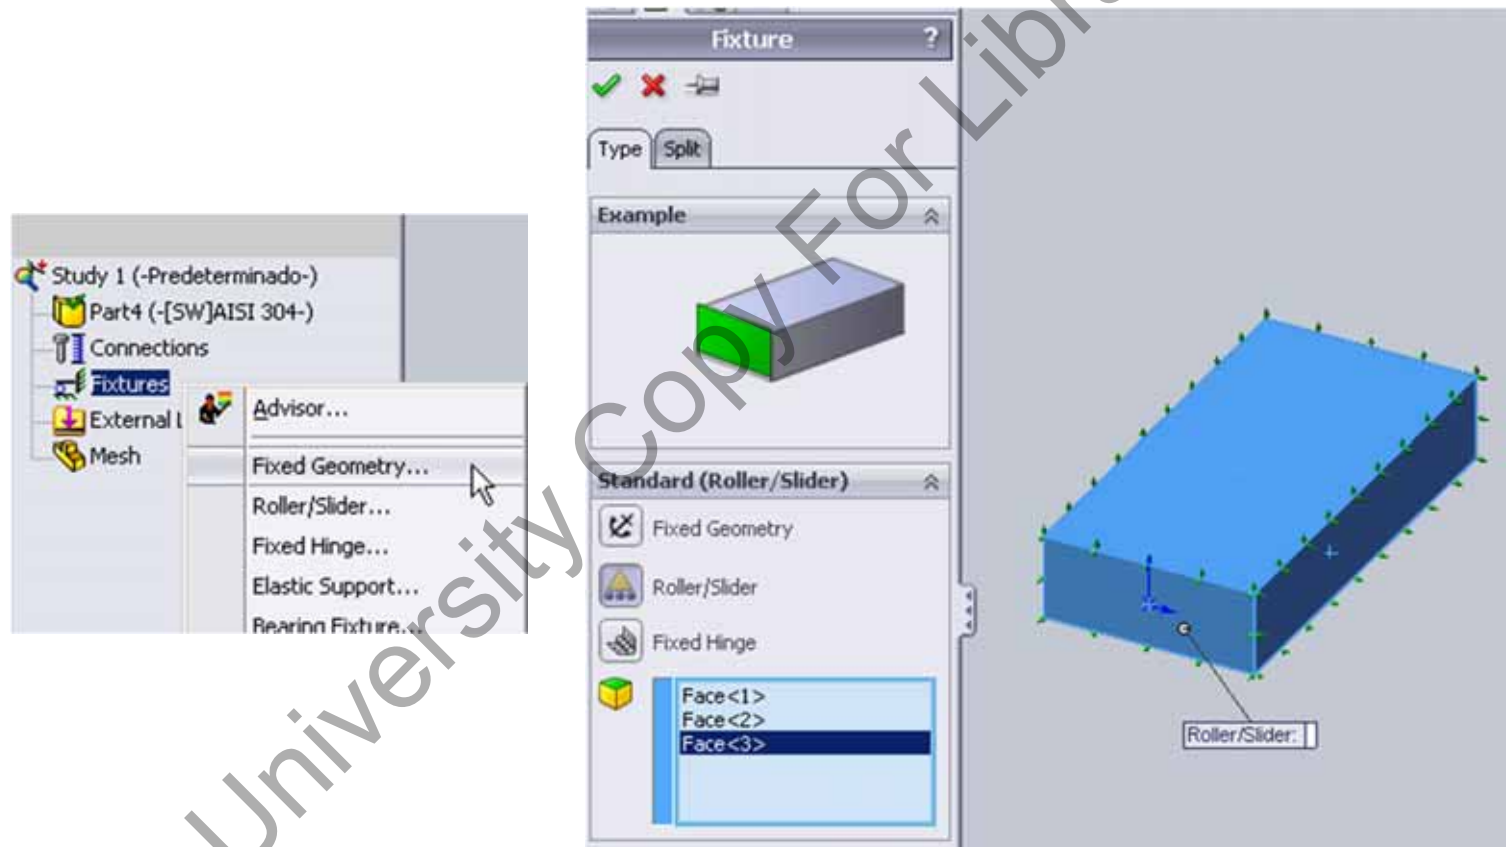 Study 1 (-Predeterminado-)
Part4 (-[SW]AISI 304-)
Connections
Fixtures
External L
Mesh
Advisor...
Fixed Geometry...
Roller/Slider...
Fixed Hinge...
Elastic Support...
Bearing Fixture...
Fixture
?
Type
Split
Example
Standard (Roller/Slider)
Fixed Geometry
Roller/Slider
Fixed Hinge
Face<1>
Face<2>
Face<3>
Roller/Slider:
University Copy For Libr